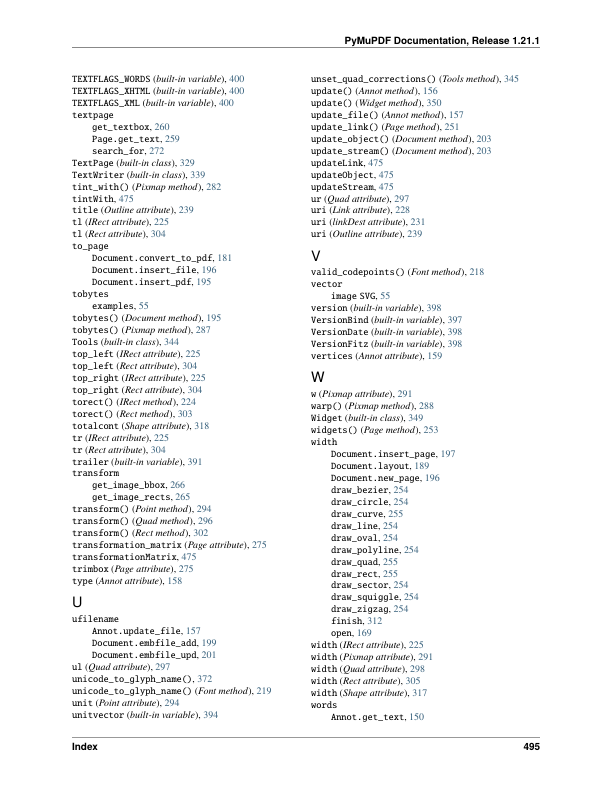 PyMuPDF Documentation, Release 1.21.1
TEXTFLAGS_WORDS (built-in variable), 400
TEXTFLAGS_XHTML (built-in variable), 400
TEXTFLAGS_XML (built-in variable), 400
textpage
get_textbox, 260
Page.get_text, 259
search_for, 272
TextPage (built-in class), 329
TextWriter (built-in class), 339
tint_with() (Pixmap method), 282
tintWith, 475
title (Outline attribute), 239
tl (IRect attribute), 225
tl (Rect attribute), 304
to_page
Document.convert_to_pdf, 181
Document.insert_file, 196
Document.insert_pdf, 195
tobytes
examples, 55
tobytes() (Document method), 195
tobytes() (Pixmap method), 287
Tools (built-in class), 344
top_left (IRect attribute), 225
top_left (Rect attribute), 304
top_right (IRect attribute), 225
top_right (Rect attribute), 304
torect() (IRect method), 224
torect() (Rect method), 303
totalcont (Shape attribute), 318
tr (IRect attribute), 225
tr (Rect attribute), 304
trailer (built-in variable), 391
transform
get_image_bbox, 266
get_image_rects, 265
transform() (Point method), 294
transform() (Quad method), 296
transform() (Rect method), 302
transformation_matrix (Page attribute), 275
transformationMatrix, 475
trimbox (Page attribute), 275
type (Annot attribute), 158
U
ufilename
Annot.update_file, 157
Document.embfile_add, 199
Document.embfile_upd, 201
ul (Quad attribute), 297
unicode_to_glyph_name(), 372
unicode_to_glyph_name() (Font method), 219
unit (Point attribute), 294
unitvector (built-in variable), 394
unset_quad_corrections() (Tools method), 345
update() (Annot method), 156
update() (Widget method), 350
update_file() (Annot method), 157
update_link() (Page method), 251
update_object() (Document method), 203
update_stream() (Document method), 203
updateLink, 475
updateObject, 475
updateStream, 475
ur (Quad attribute), 297
uri (Link attribute), 228
uri (linkDest attribute), 231
uri (Outline attribute), 239
V
valid_codepoints() (Font method), 218
vector
image SVG, 55
version (built-in variable), 398
VersionBind (built-in variable), 397
VersionDate (built-in variable), 398
VersionFitz (built-in variable), 398
vertices (Annot attribute), 159
W
w (Pixmap attribute), 291
warp() (Pixmap method), 288
Widget (built-in class), 349
widgets() (Page method), 253
width
Document.insert_page, 197
Document.layout, 189
Document.new_page, 196
draw_bezier, 254
draw_circle, 254
draw_curve, 255
draw_line, 254
draw_oval, 254
draw_polyline, 254
draw_quad, 255
draw_rect, 255
draw_sector, 254
draw_squiggle, 254
draw_zigzag, 254
finish, 312
open, 169
width (IRect attribute), 225
width (Pixmap attribute), 291
width (Quad attribute), 298
width (Rect attribute), 305
width (Shape attribute), 317
words
Annot.get_text, 150
Index
495